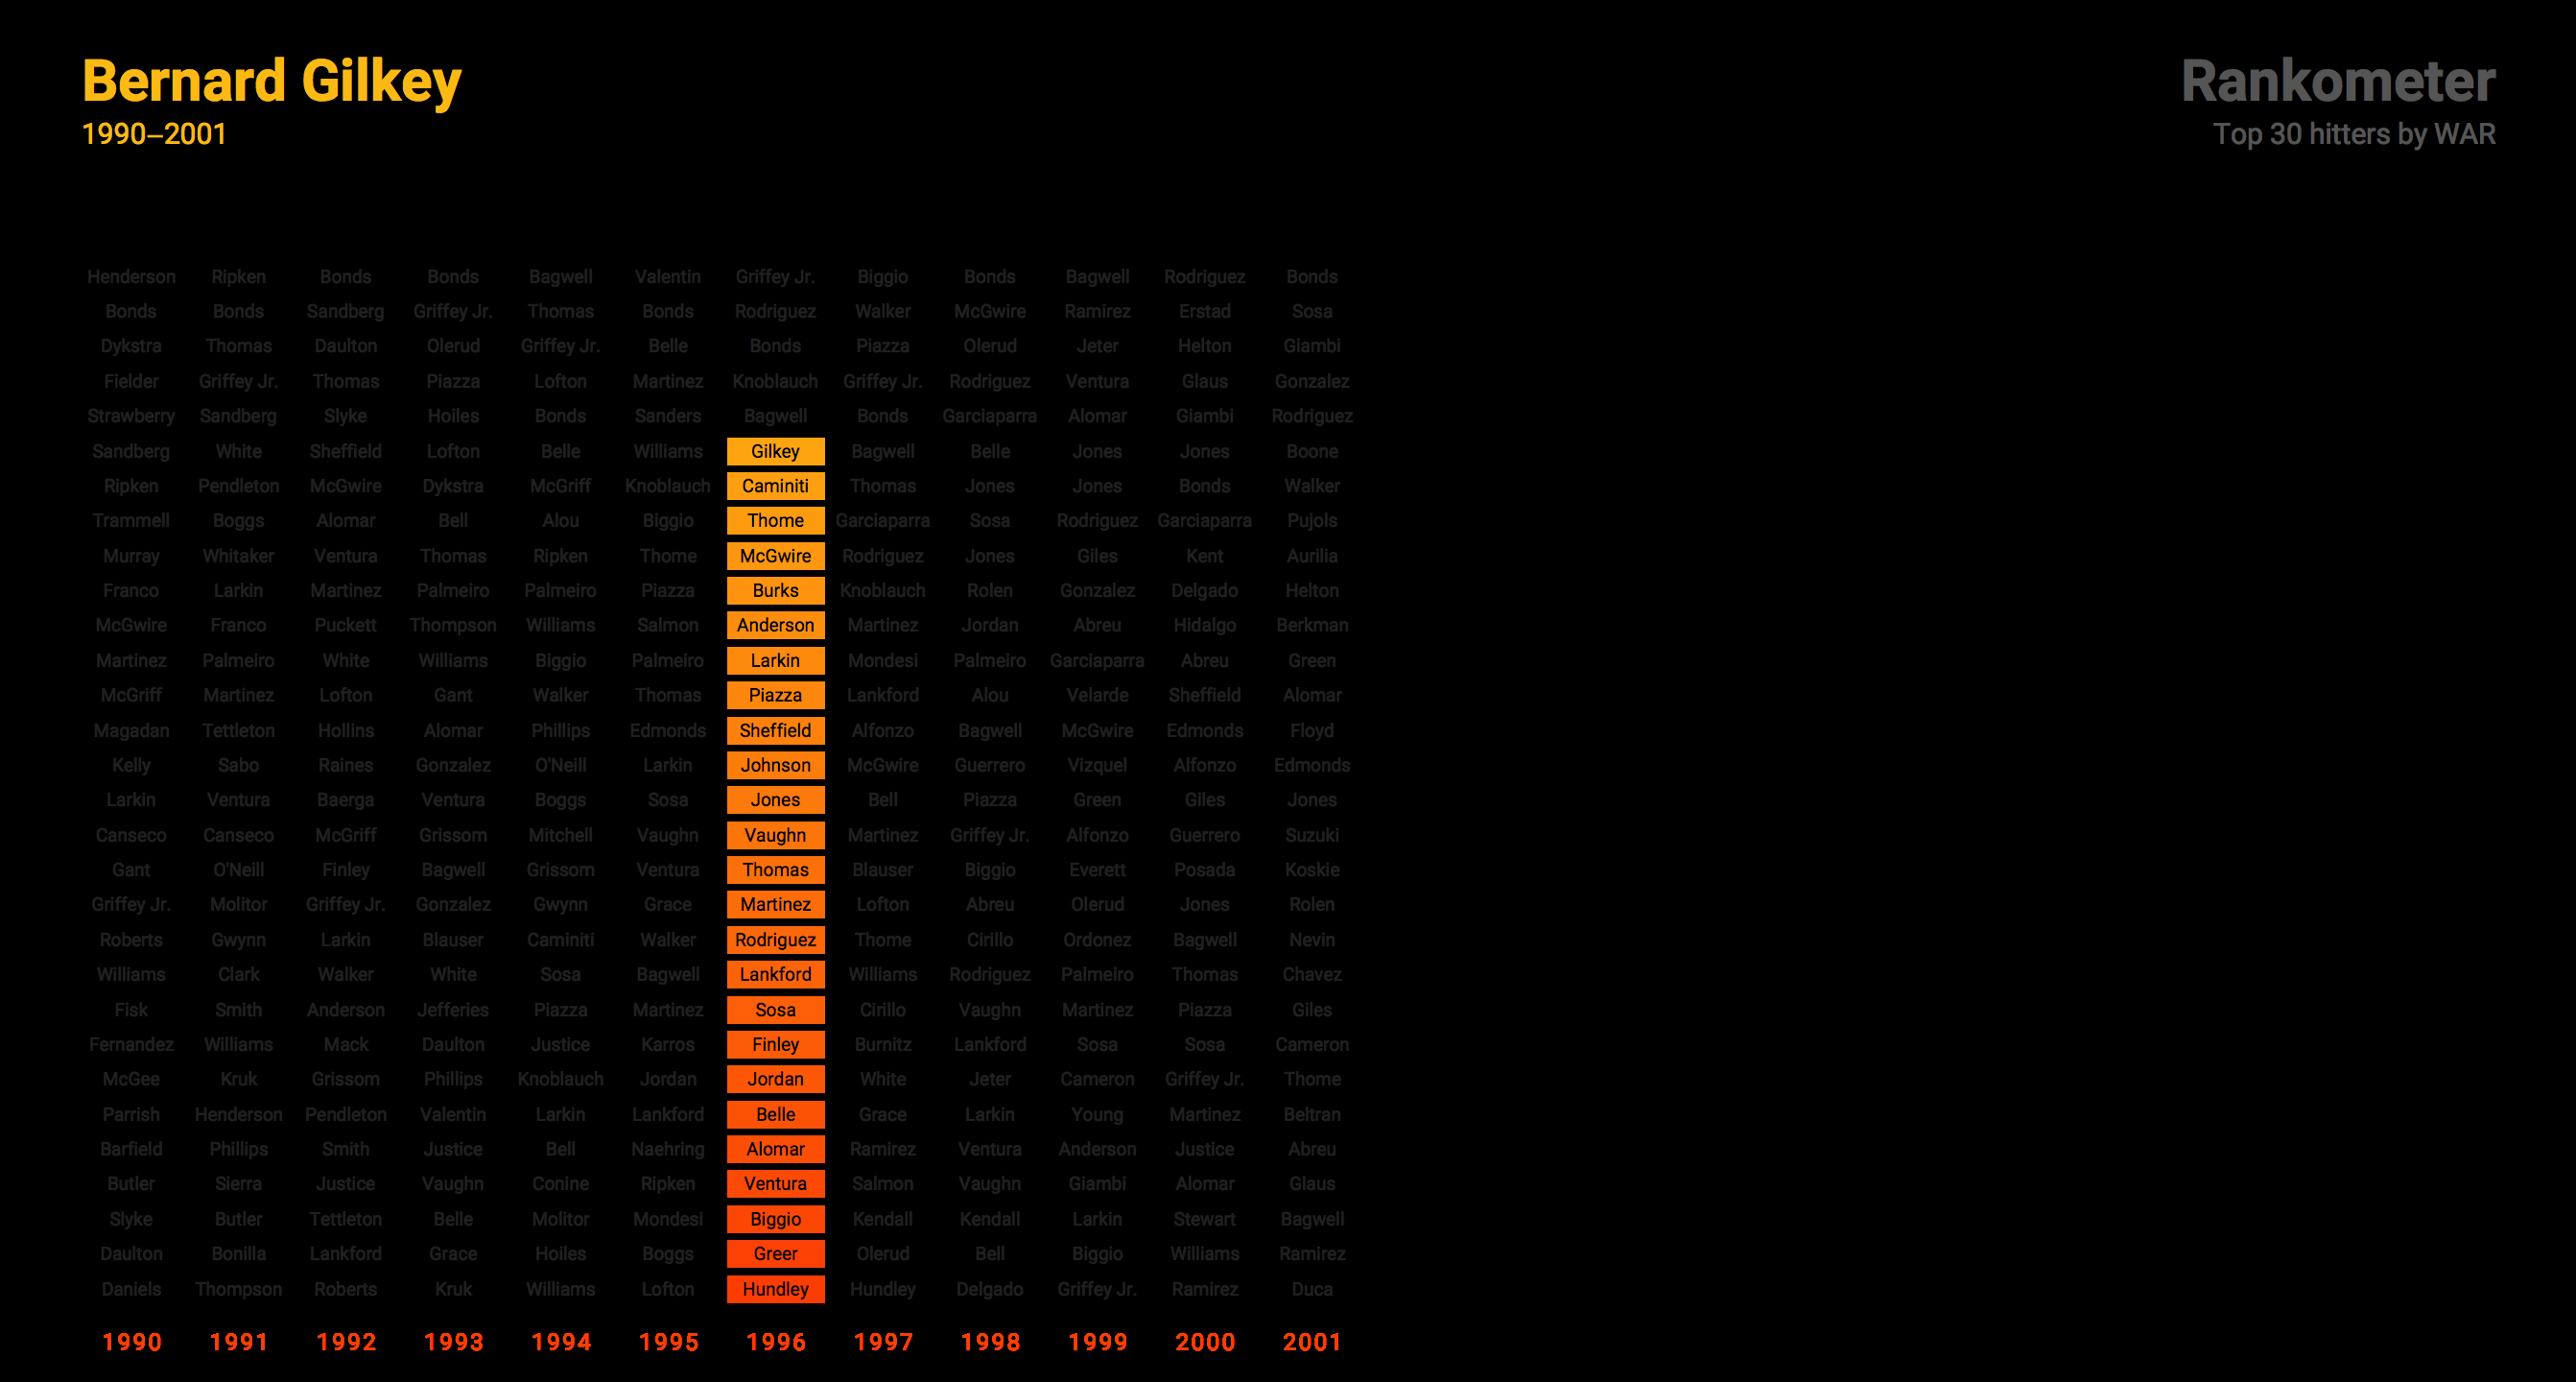 Bernard Gilkey
1990–2001
Rankometer
Top 30 hitters by WAR
Henderson Ripken Bonds Bonds Bagwell Valentin Griffey Jr. Biggio Bonds Bagwell Rodriguez Bonds
Bonds Bonds Sandberg Griffey Jr. Thomas Bonds Rodriguez Walker McGwire Ramirez Erstad Sosa
Dykstra Thomas Daulton Olerud Griffey Jr. Belle Bonds Piazza Olerud Jeter Helton Giambi
Fielder Griffey Jr. Thomas Piazza Lofton Martinez Knoblauch Griffey Jr. Rodriguez Ventura Glaus Gonzalez
Strawberry Sandberg Slyke Hoiles Bonds Sanders Bagwell Bonds Garciaparra Alomar Giambi Rodriguez
Sandberg White Sheffield Lofton Belle Williams Gilkey Bagwell Belle Jones Jones Boone
Ripken Pendleton McGwire Dykstra McGriff Knoblauch Caminiti Thomas Jones Jones Bonds Walker
Trammell Boggs Alomar Bell Alou Biggio Thome Garciaparra Sosa Rodriguez Garciaparra Pujols
Murray Whitaker Ventura Thomas Ripken Thome McGwire Rodriguez Jones Giles Kent Aurilia
Franco Larkin Martinez Palmeiro Palmeiro Piazza Burks Knoblauch Rolen Gonzalez Delgado Helton
McGwire Franco Puckett Thompson Williams Salmon Anderson Martinez Jordan Abreu Hidalgo Berkman
Martinez Palmeiro White Williams Biggio Palmeiro Larkin Mondesi Palmeiro Garciaparra Abreu Green
McGriff Martinez Lofton Gant Walker Thomas Piazza Lankford Alou Velarde Sheffield Alomar
Magadan Tettleton Hollins Alomar Phillips Edmonds Sheffield Alfonzo Bagwell McGwire Edmonds Floyd
Kelly Sabo Raines Gonzalez O'Neill Larkin Johnson McGwire Guerrero Vizquel Alfonzo Edmonds
Larkin Ventura Baerga Ventura Boggs Sosa Jones Bell Piazza Green Giles Jones
Canseco Canseco McGriff Grissom Mitchell Vaughn Vaughn Martinez Griffey Jr. Alfonzo Guerrero Suzuki
Gant O'Neill Finley Bagwell Grissom Ventura Thomas Blauser Biggio Everett Posada Koskie
Griffey Jr. Molitor Griffey Jr. Gonzalez Gwynn Grace Martinez Lofton Abreu Olerud Jones Rolen
Roberts Gwynn Larkin Blauser Caminiti Walker Rodriguez Thome Cirillo Ordonez Bagwell Nevin
Williams Clark Walker White Sosa Bagwell Lankford Williams Rodriguez Palmeiro Thomas Chavez
Fisk Smith Anderson Jefferies Piazza Martinez Sosa Cirillo Vaughn Martinez Piazza Giles
Fernandez Williams Mack Daulton Justice Karros Finley Burnitz Lankford Sosa Sosa Cameron
McGee Kruk Grissom Phillips Knoblauch Jordan Jordan White Jeter Cameron Griffey Jr. Thome
Parrish Henderson Pendleton Valentin Larkin Lankford Belle Grace Larkin Young Martinez Beltran
Barfield Phillips Smith Justice Bell Naehring Alomar Ramirez Ventura Anderson Justice Abreu
Butler Sierra Justice Vaughn Conine Ripken Ventura Salmon Vaughn Giambi Alomar Glaus
Slyke Butler Tettleton Belle Molitor Mondesi Biggio Kendall Kendall Larkin Stewart Bagwell
Daulton Bonilla Lankford Grace Hoiles Boggs Greer Olerud Bell Biggio Williams Ramirez
Daniels Thompson Roberts Kruk Williams Lofton Hundley Hundley Delgado Griffey Jr. Ramirez Duca
1990 1991 1992 1993 1994 1995 1996 1997 1998 1999 2000 2001